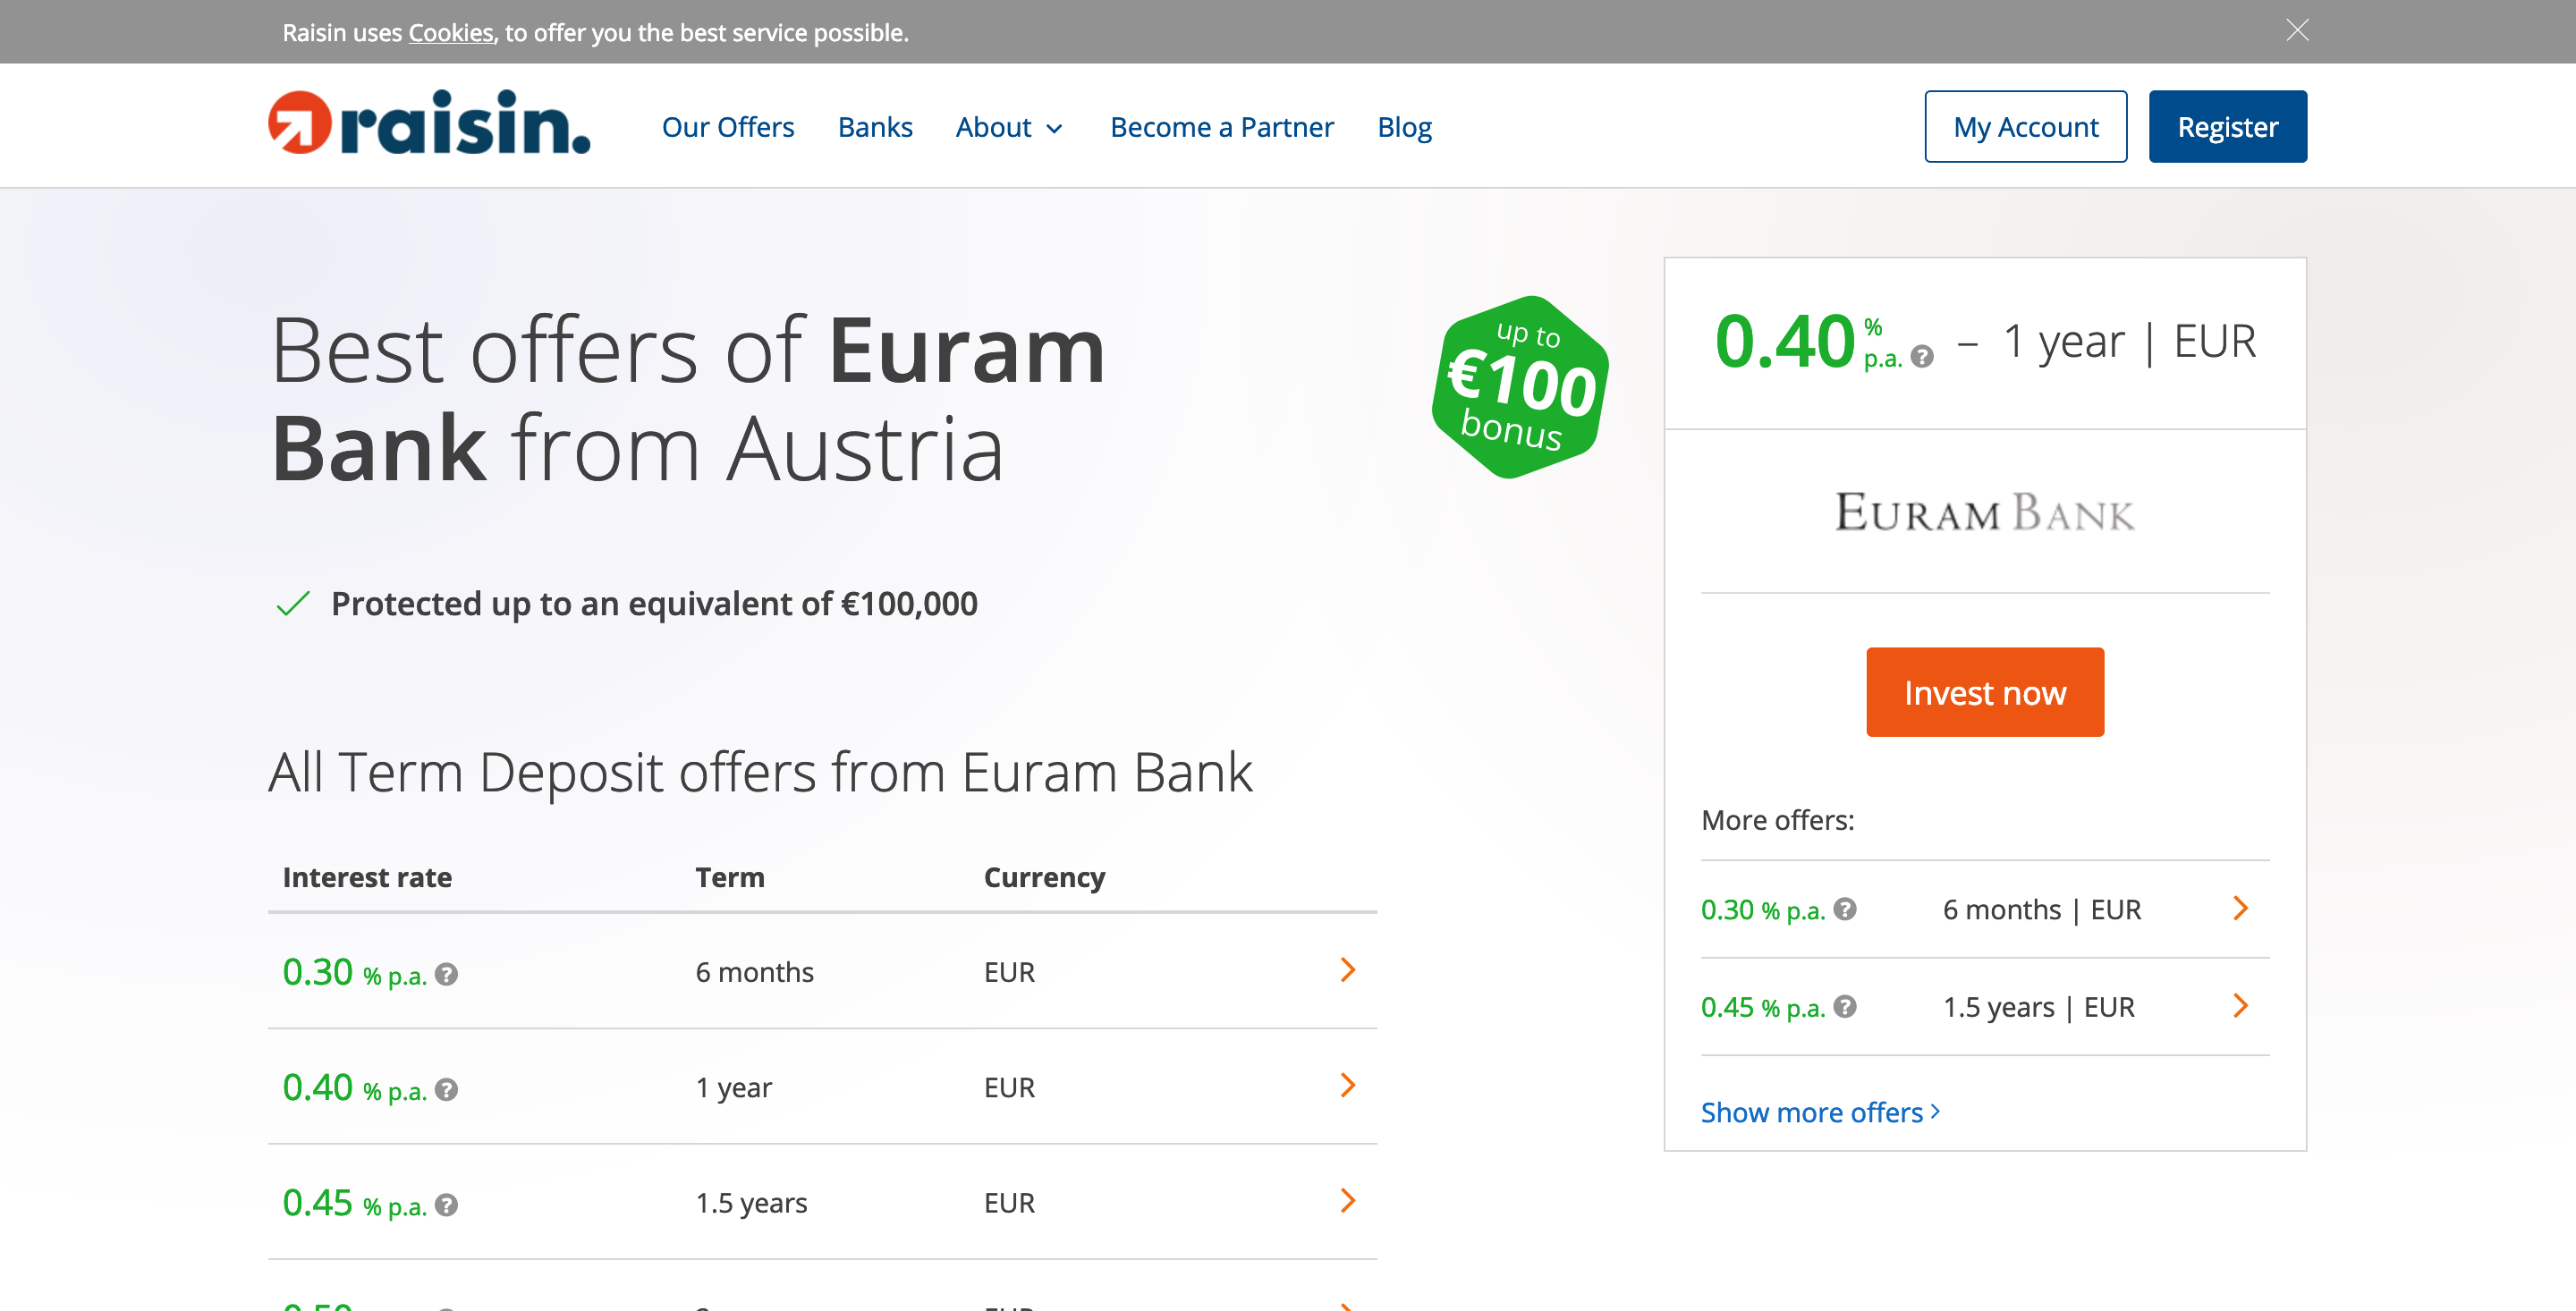 Raisin uses Cookies, to offer you the best service possible.
raisin.
Our Offers Banks About Become a Partner Blog
My Account Register
Best offers of Euram
Bank from Austria
up to
€100
bonus
Protected up to an equivalent of €100,000
All Term Deposit offers from Euram Bank
Interest rate Term Currency
0.30 % p.a. ? 6 months EUR
0.40 % p.a. ? 1 year EUR
0.45 % p.a. ? 1.5 years EUR
0.50 EUR
0.40 % p.a. ? – 1 year | EUR
EURAM BANK
Invest now
More offers:
0.30 % p.a. ? 6 months | EUR
0.45 % p.a. ? 1.5 years | EUR
Show more offers